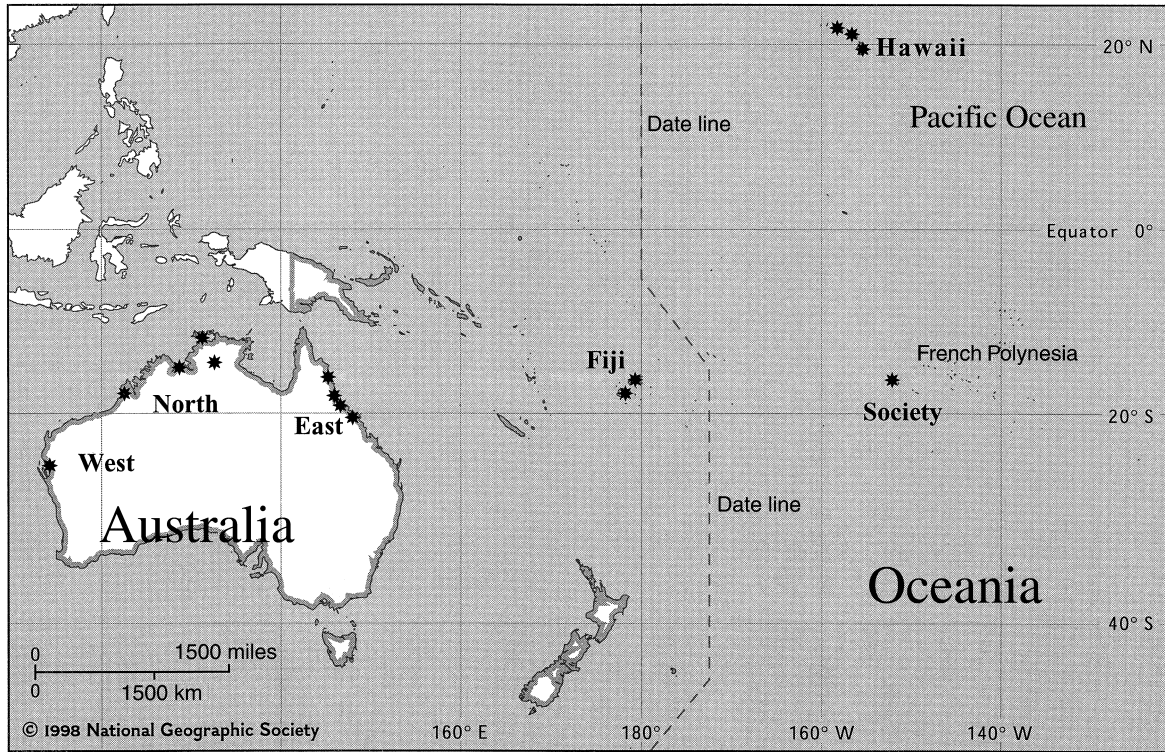 Hawaii
20° N
Pacific Ocean
Date line
Equator 0°
Fiji
French Polynesia
North
Society
20° S
East
West
Date line
Australia
Oceania
40° S
0 1500 miles
0 1500 km
© 1998 National Geographic Society
160° E
180°
160° W
140° W